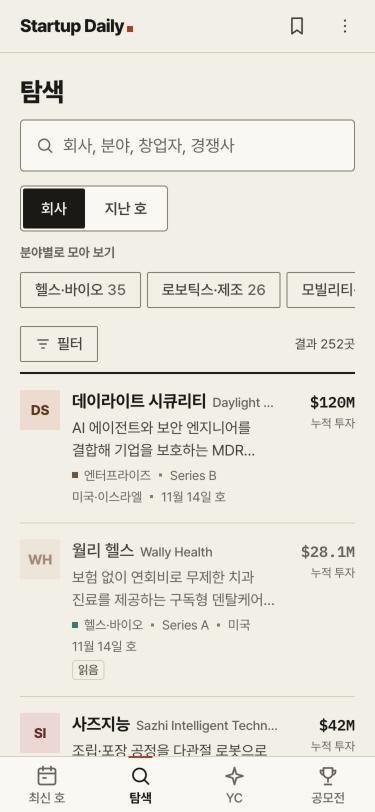 Startup Daily
탐색
회사, 분야, 창업자, 경쟁사
회사 지난 호
분야별로 모아 보기
헬스·바이오 35 로보틱스·제조 26 모빌리티·
필터 결과 252곳
DS 데이라이트 시큐리티 Daylight ... $120M
누적 투자
AI 에이전트와 보안 엔지니어를
결합해 기업을 보호하는 MDR...
엔터프라이즈 ▪ Series B
미국·이스라엘 ▪ 11월 14일 호
WH 월리 헬스 Wally Health $28.1M
누적 투자
보험 없이 연회비로 무제한 치과
진료를 제공하는 구독형 덴탈케어...
헬스·바이오 ▪ Series A ▪ 미국
11월 14일 호
읽음
SI 사즈지능 Sazhi Intelligent Techn... $42M
누적 투자
조립·포장 공정을 다관절 로봇으로
최신 호 탐색 YC 공모전